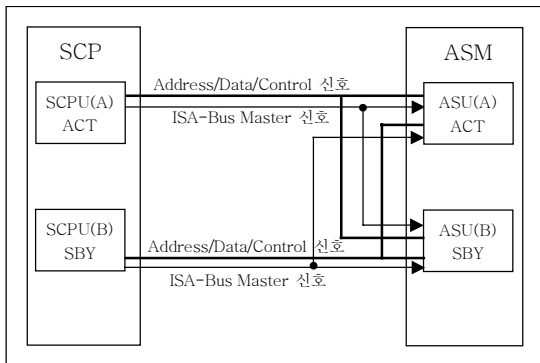 SCP
ASM
SCPU(A)
ACT
Address/Data/Control 신호
ISA-Bus Master 신호
ASU(A)
ACT
SCPU(B)
SBY
Address/Data/Control 신호
ISA-Bus Master 신호
ASU(B)
SBY